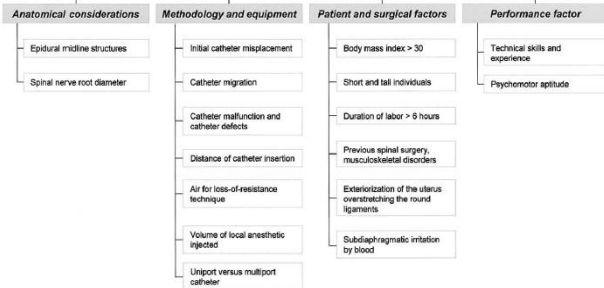 Anatomical considerations
Epidural midline structures
Spinal nerve root diameter
Methodology and equipment
Initial catheter misplacement
Catheter migration
Catheter malfunction and
catheter defects
Distance of catheter insertion
Air for loss-of-resistance
technique
Volume of local anesthetic
injected
Uniport versus multiport
catheter
Patient and surgical factors
Body mass index > 30
Short and tall individuals
Duration of labor > 6 hours
Previous spinal surgery,
musculoskeletal disorders
Exteriorization of the uterus
overstretching the round
ligaments
Subdiaphragmatic irritation
by blood
Performance factor
Technical skills and
experience
Psychemotor aptitude